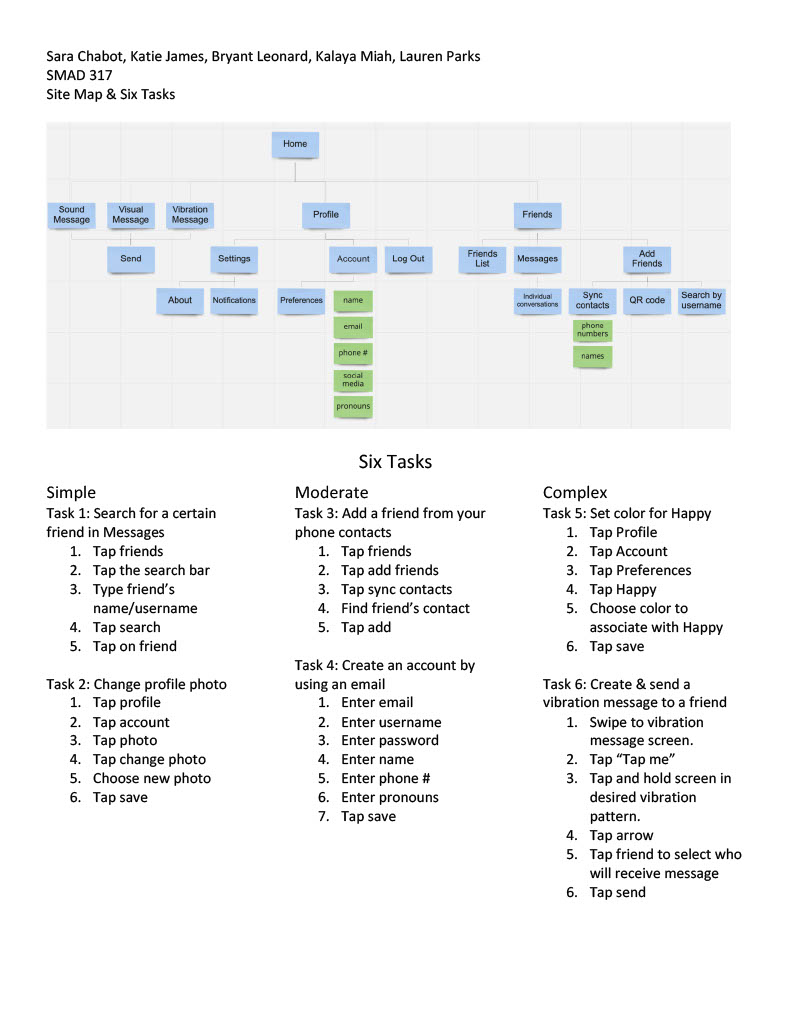 Sara Chabot, Katie James, Bryant Leonard, Kalaya Miah, Lauren Parks
SMAD 317
Site Map & Six Tasks
Home
Sound
Message
Visual
Message
Vibration
Message
Profile
Friends
Send
Settings
Account
Log Out
Friends
List
Messages
Add
Friends
About
Notifications
Preferences
name
email
phone #
social
media
pronouns
Individual
conversations
Sync
contacts
phone
numbers
names
QR code
Search by
username
Six Tasks
Simple
Task 1: Search for a certain
friend in Messages
1. Tap friends
2. Tap the search bar
3. Type friend’s
name/username
4. Tap search
5. Tap on friend
Task 2: Change profile photo
1. Tap profile
2. Tap account
3. Tap photo
4. Tap change photo
5. Choose new photo
6. Tap save
Moderate
Task 3: Add a friend from your
phone contacts
1. Tap friends
2. Tap add friends
3. Tap sync contacts
4. Find friend’s contact
5. Tap add
Task 4: Create an account by
using an email
1. Enter email
2. Enter username
3. Enter password
4. Enter name
5. Enter phone #
6. Enter pronouns
7. Tap save
Complex
Task 5: Set color for Happy
1. Tap Profile
2. Tap Account
3. Tap Preferences
4. Tap Happy
5. Choose color to
associate with Happy
6. Tap save
Task 6: Create & send a
vibration message to a friend
1. Swipe to vibration
message screen.
2. Tap “Tap me”
3. Tap and hold screen in
desired vibration
pattern.
4. Tap arrow
5. Tap friend to select who
will receive message
6. Tap send